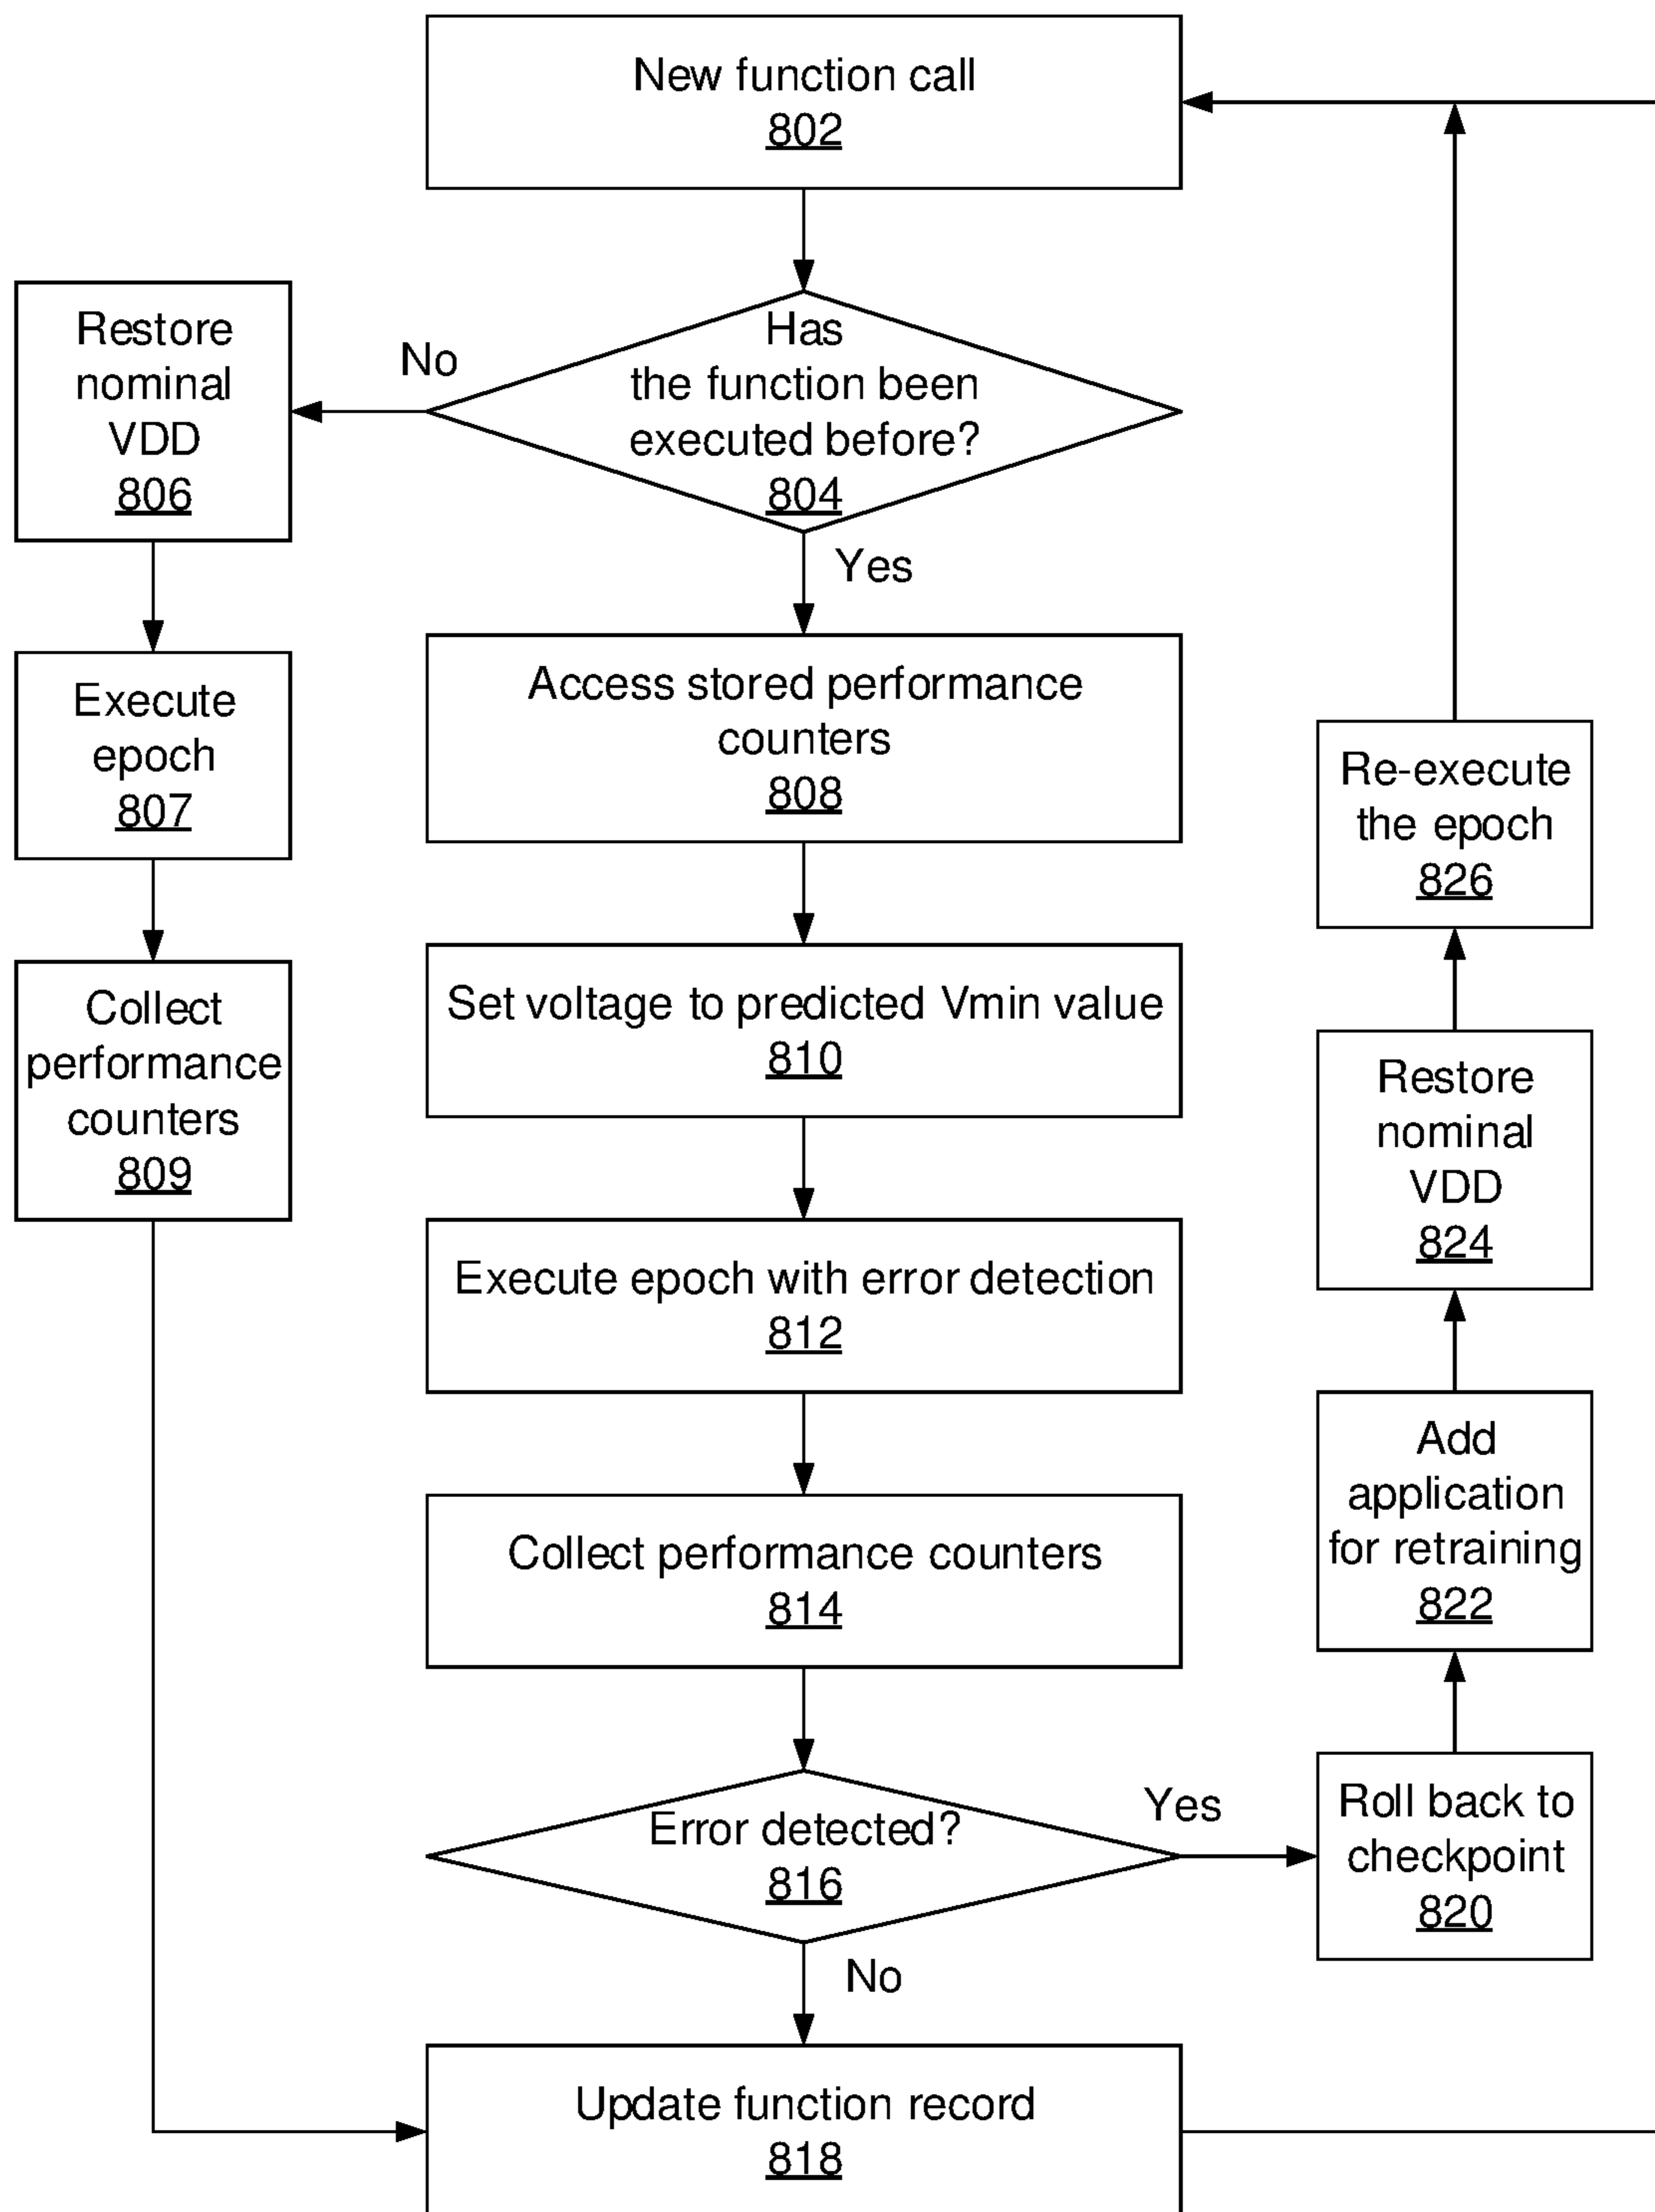 New function call
802
Has
the function been
executed before?
804
No
Yes
Restore
nominal
VDD
806
Execute
epoch
807
Collect
performance
counters
809
Access stored performance
counters
808
Set voltage to predicted Vmin value
810
Execute epoch with error detection
812
Collect performance counters
814
Error detected?
816
Yes
No
Update function record
818
Roll back to
checkpoint
820
Add
application
for retraining
822
Restore
nominal
VDD
824
Re-execute
the epoch
826